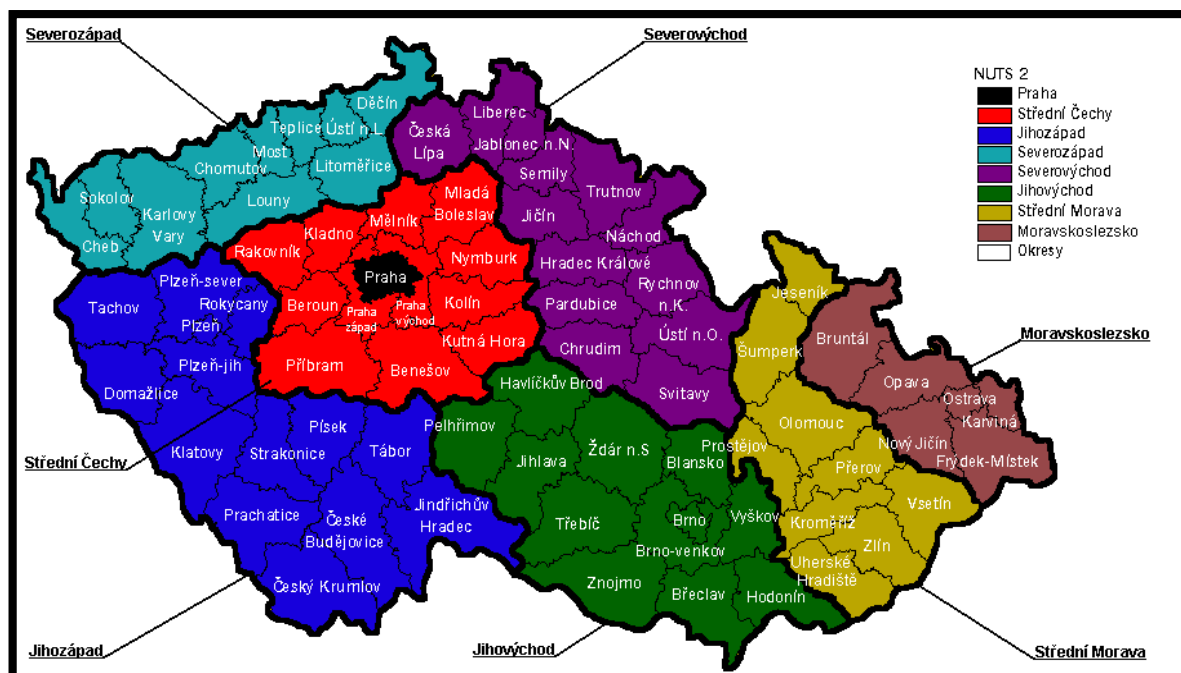 Severozápad
Severovýchod
NUTS 2
Praha
Střední Čechy
Jihozápad
Severozápad
Severovýchod
Jihovýchod
Střední Morava
Moravskoslezsko
Okresy
Děčín
Teplice
Ústí n.L
Most
Chomutov
Litoměřice
Louny
Sokolov
Karlovy
Vary
Cheb
Česká
Lípa
Liberec
Jablonec n.N.
Semily
Trutnov
Jičín
Náchod
Hradec Králové
Rychnov
n.K.
Pardubice
Ústí n.O.
Chrudim
Svitavy
Mladá
Boleslav
Mělník
Kladno
Rakovník
Nymburk
Praha
Beroun
Praha
západ
Praha
východ
Kolín
Kutná Hora
Příbram
Benešov
Plzeň-sever
Tachov
Rokycany
Plzeň
Plzeň-jih
Domažlice
Klatovy
Písek
Strakonice
Tábor
Prachatice
České
Budějovice
Jindřichův
Hradec
Český Krumlov
Havlíčkův Brod
Pelhřimov
Jihlava
Žďár n.S
Blansko
Třebíč
Brno
Vyškov
Brno-venkov
Znojmo
Břeclav
Hodonín
Jeseník
Šumperk
Olomouc
Prostějov
Přerov
Kroměříž
Vsetín
Zlín
Uherské
Hradiště
Bruntál
Opava
Ostrava
Karviná
Nový Jičín
Frýdek-Místek
Moravskoslezsko
Střední Čechy
Jihozápad
Jihovýchod
Střední Morava